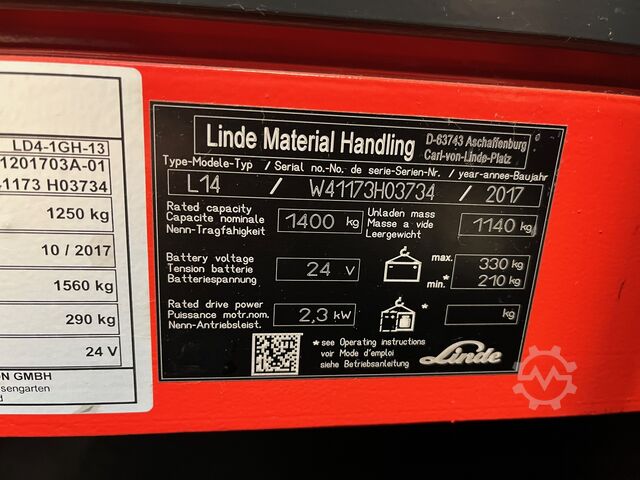 LD4-1GH-13
1201703A-01
41173 H03734
1250 kg
10 / 2017
1560 kg
290 kg
24 V
ON GMBH
sengarten
d
Linde Material Handling
D-63743 Aschaffenburg
Carl-von-Linde-Platz
Type-Modele-Typ / Serial no.-No. de serie-Serien-Nr. / year-annee-Baujahr
L14 / W41173H03734 / 2017
Rated capacity
Capacite nominale
Nenn-Tragfähigkeit
1400 kg
Unladen mass
Masse a vide
Leergewicht
1140 kg
Battery voltage
Tension batterie
Batteriespannung
24 V
max. 330 kg
min.* 210 kg
Rated drive power
Puissance motr.nom.
Nenn-Antriebsleist.
2,3 kW
kg
*see Operating instructions
voir Mode d'emploi
siehe Betriebsanleitung
Linde